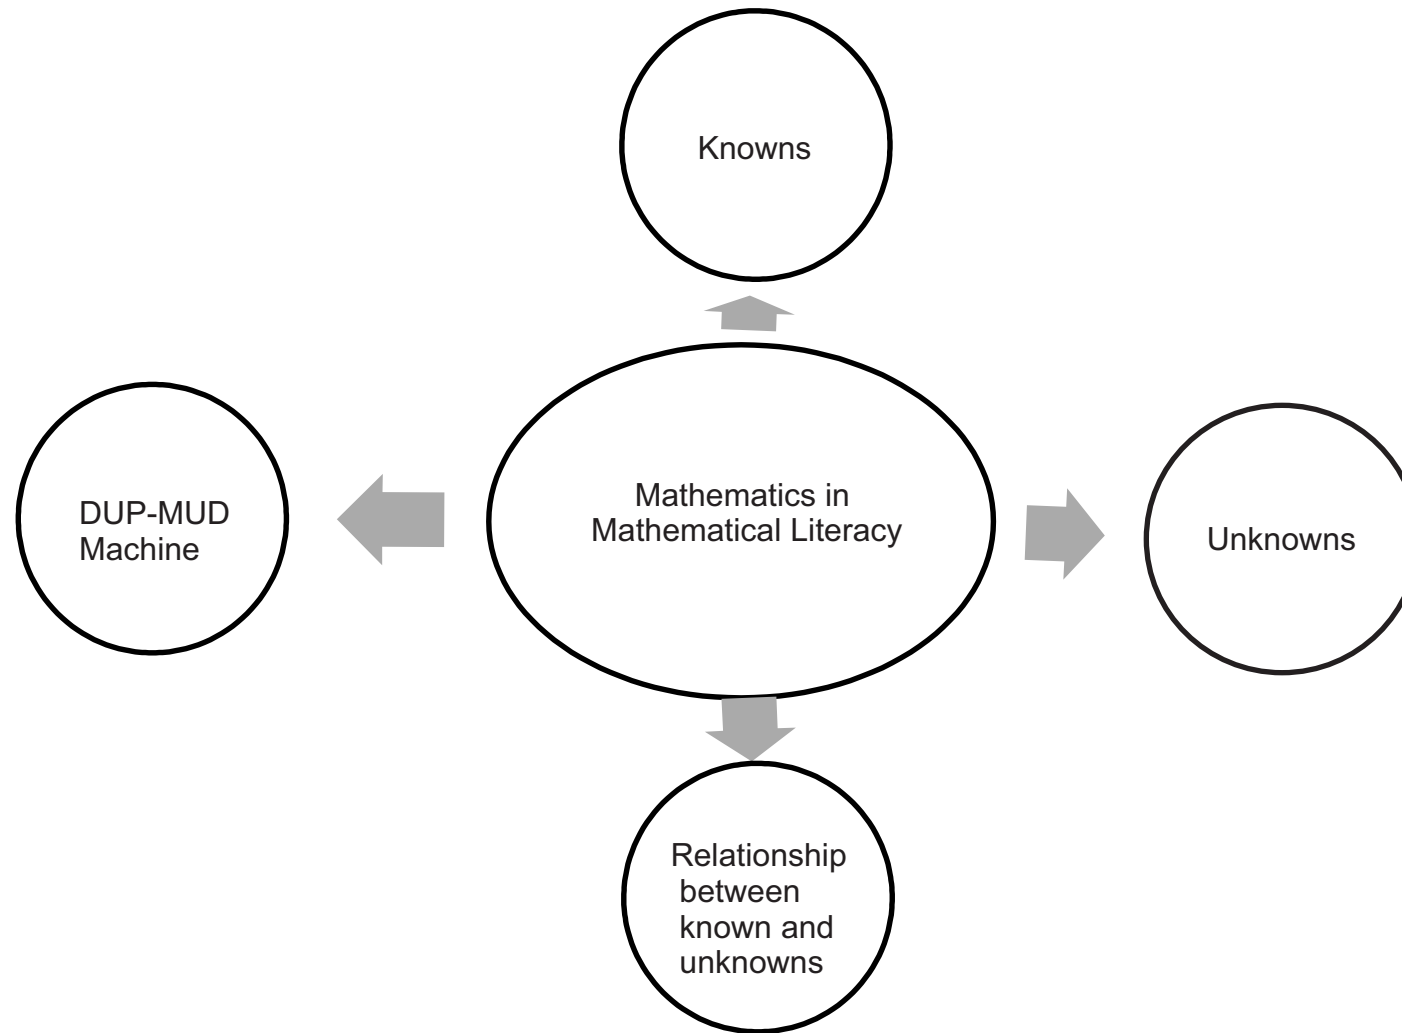 Knowns
DUP-MUD
Machine
Mathematics in
Mathematical Literacy
Unknowns
Relationship
between
known and
unknowns